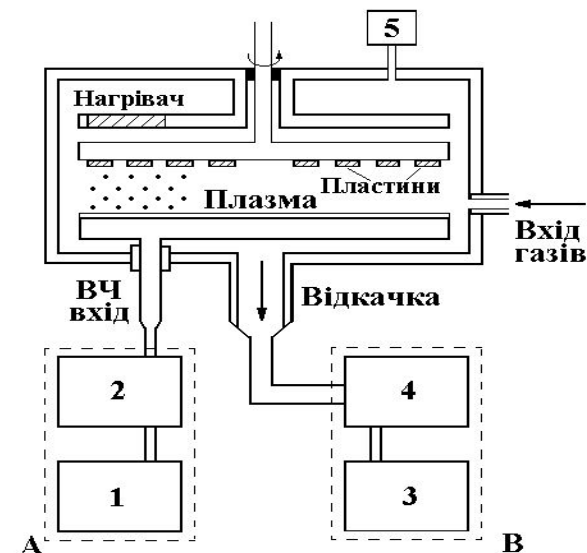 5
Нагрівач
Пластини
Плазма
Вхід
газів
ВЧ
вхід
Відкачка
2
4
1
3
А
В